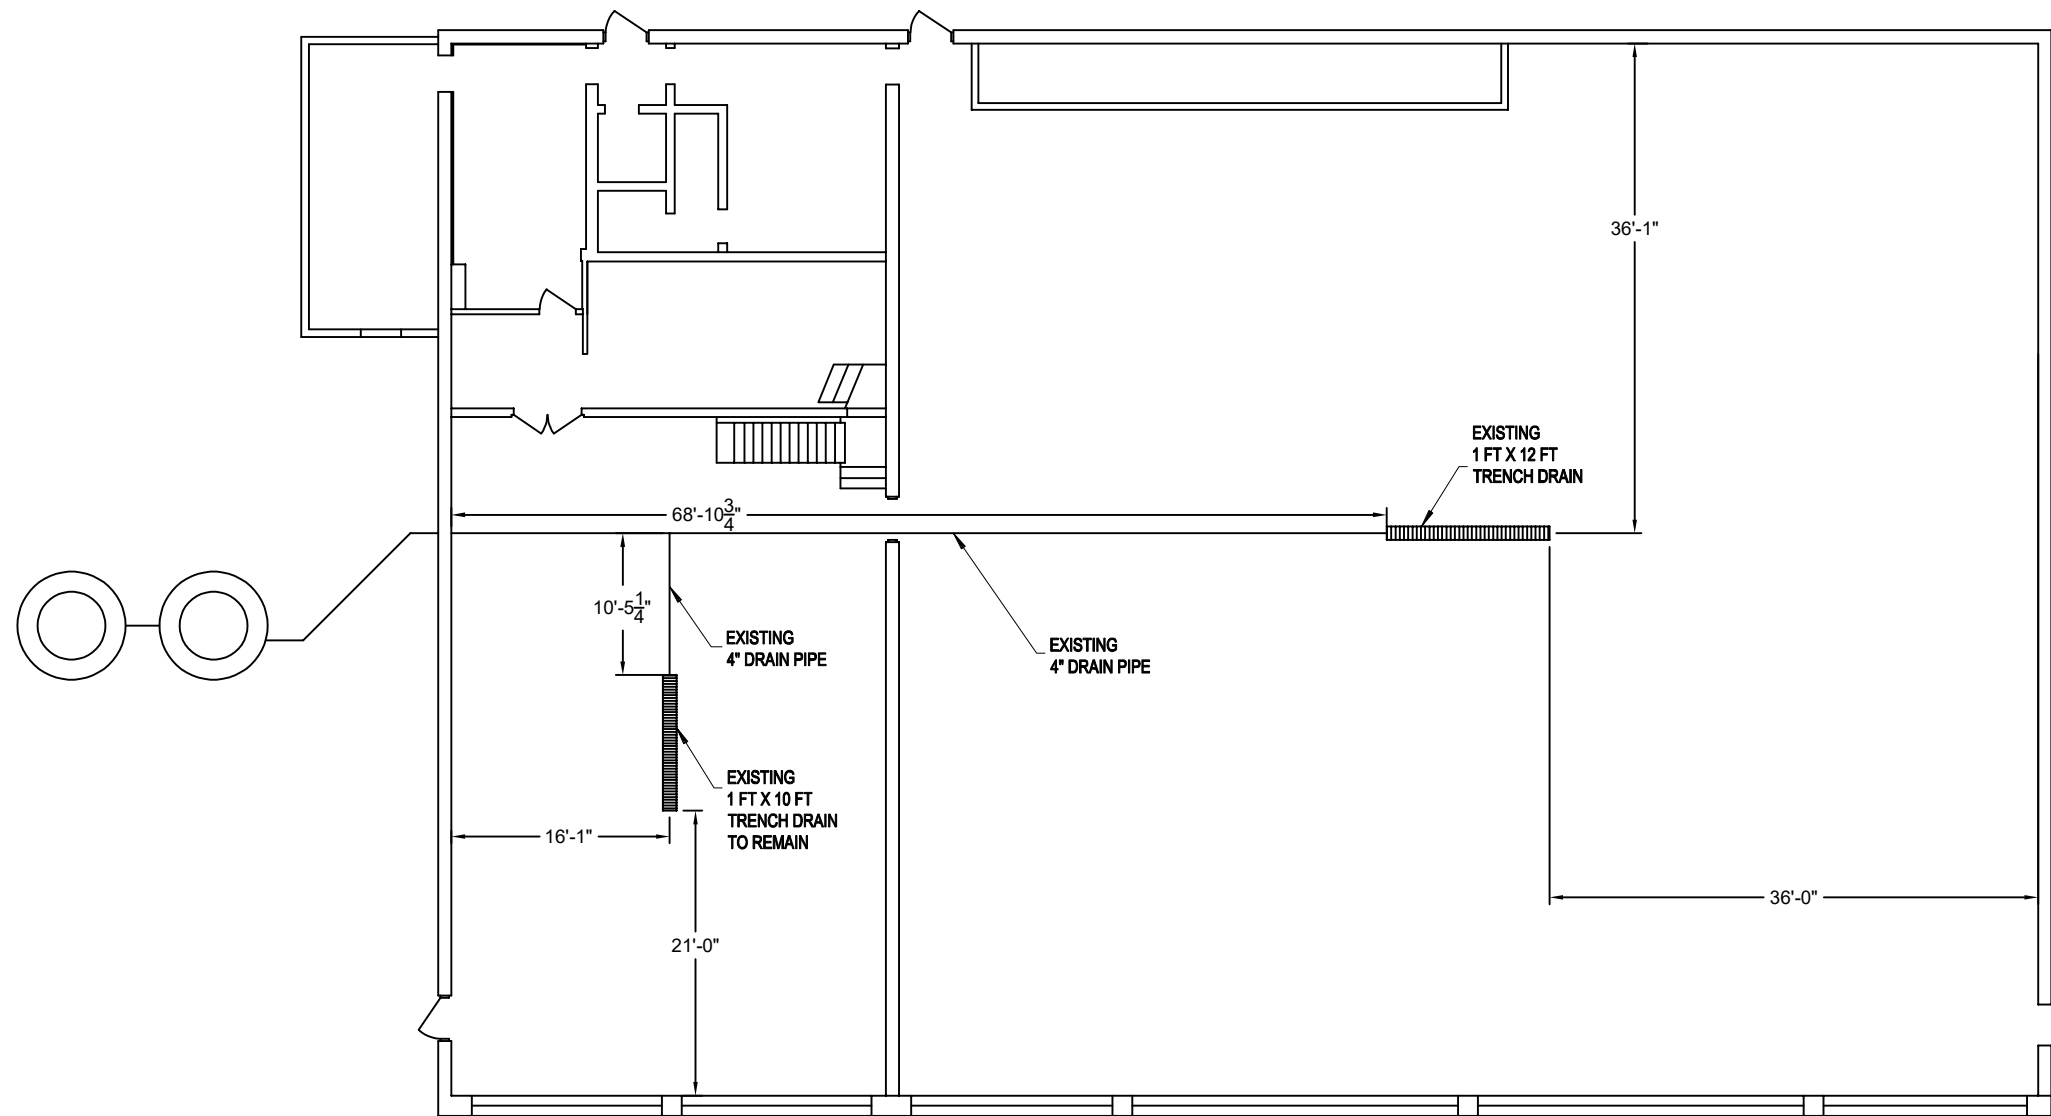 36'-1"
EXISTING
1 FT X 12 FT
TRENCH DRAIN
68'-10 3/4"
10'-5 1/4"
EXISTING
4" DRAIN PIPE
EXISTING
4" DRAIN PIPE
EXISTING
1 FT X 10 FT
TRENCH DRAIN
TO REMAIN
16'-1"
36'-0"
21'-0"